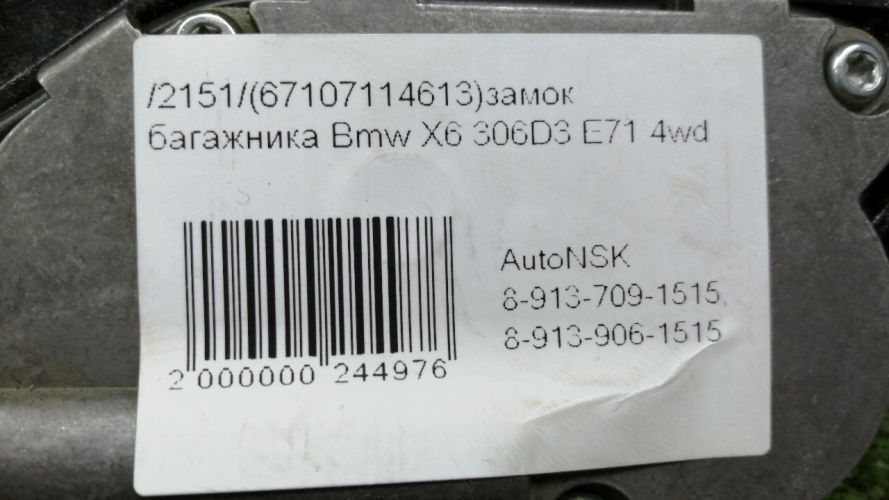 /2151/(67107114613)замок
багажника Bmw X6 306D3 E71 4wd
AutoNSK
8-913-709-1515,
8-913-906-1515
2 000000 244976